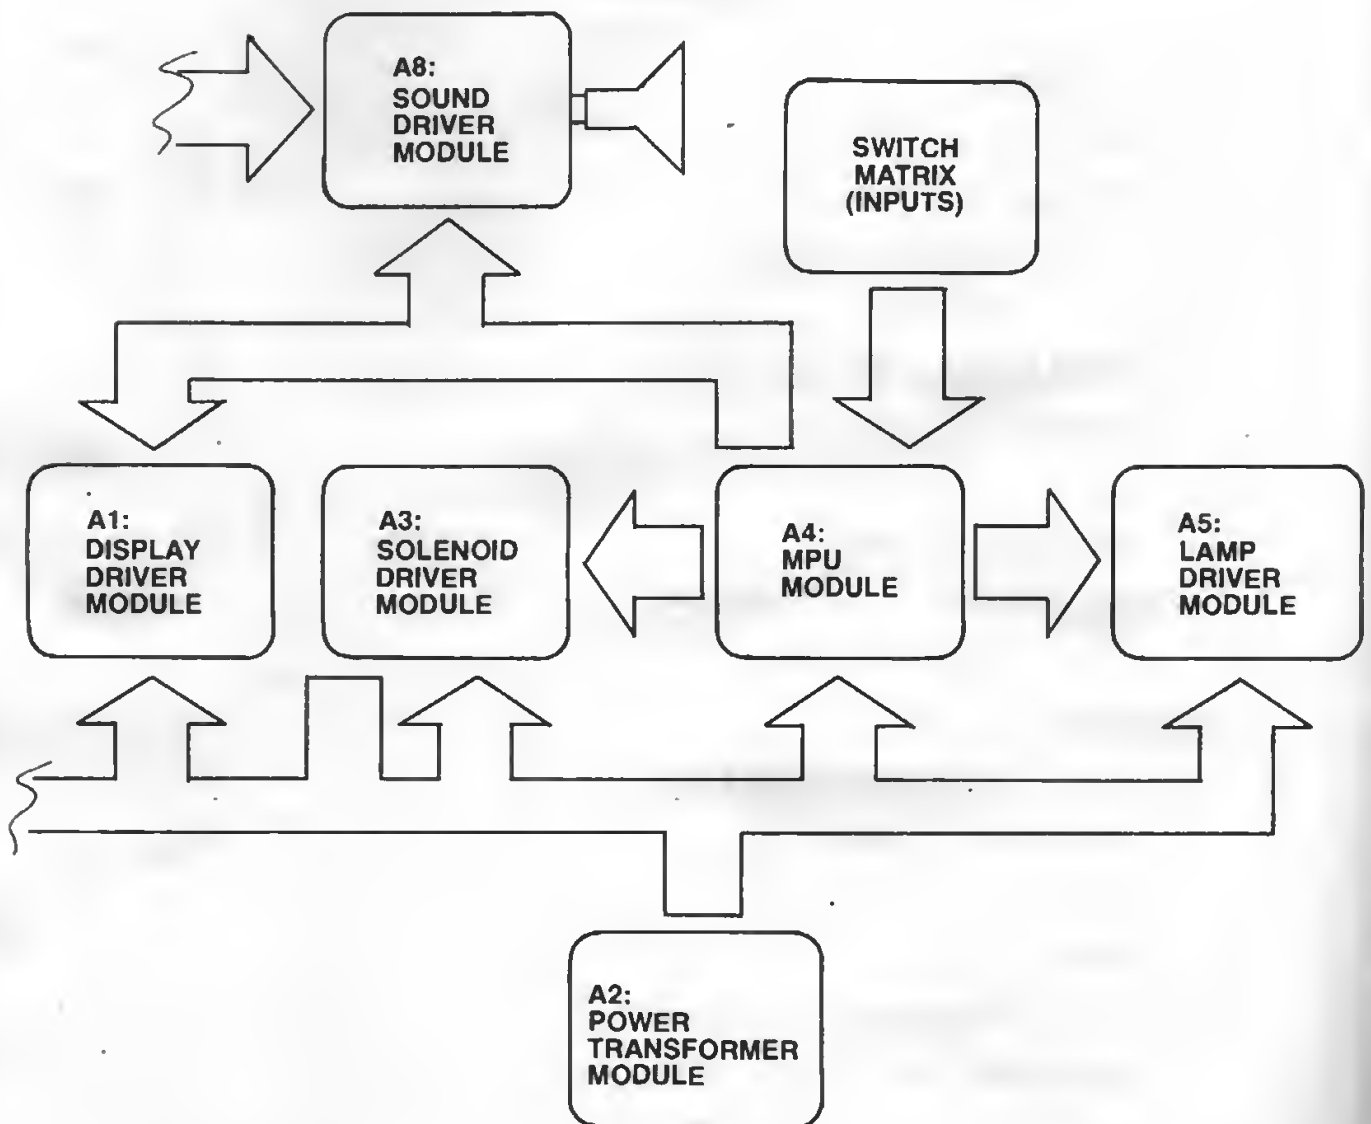 A8:
SOUND
DRIVER
MODULE
SWITCH
MATRIX
(INPUTS)
A1:
DISPLAY
DRIVER
MODULE
A3:
SOLENOID
DRIVER
MODULE
A4:
MPU
MODULE
A5:
LAMP
DRIVER
MODULE
A2:
POWER
TRANSFORMER
MODULE